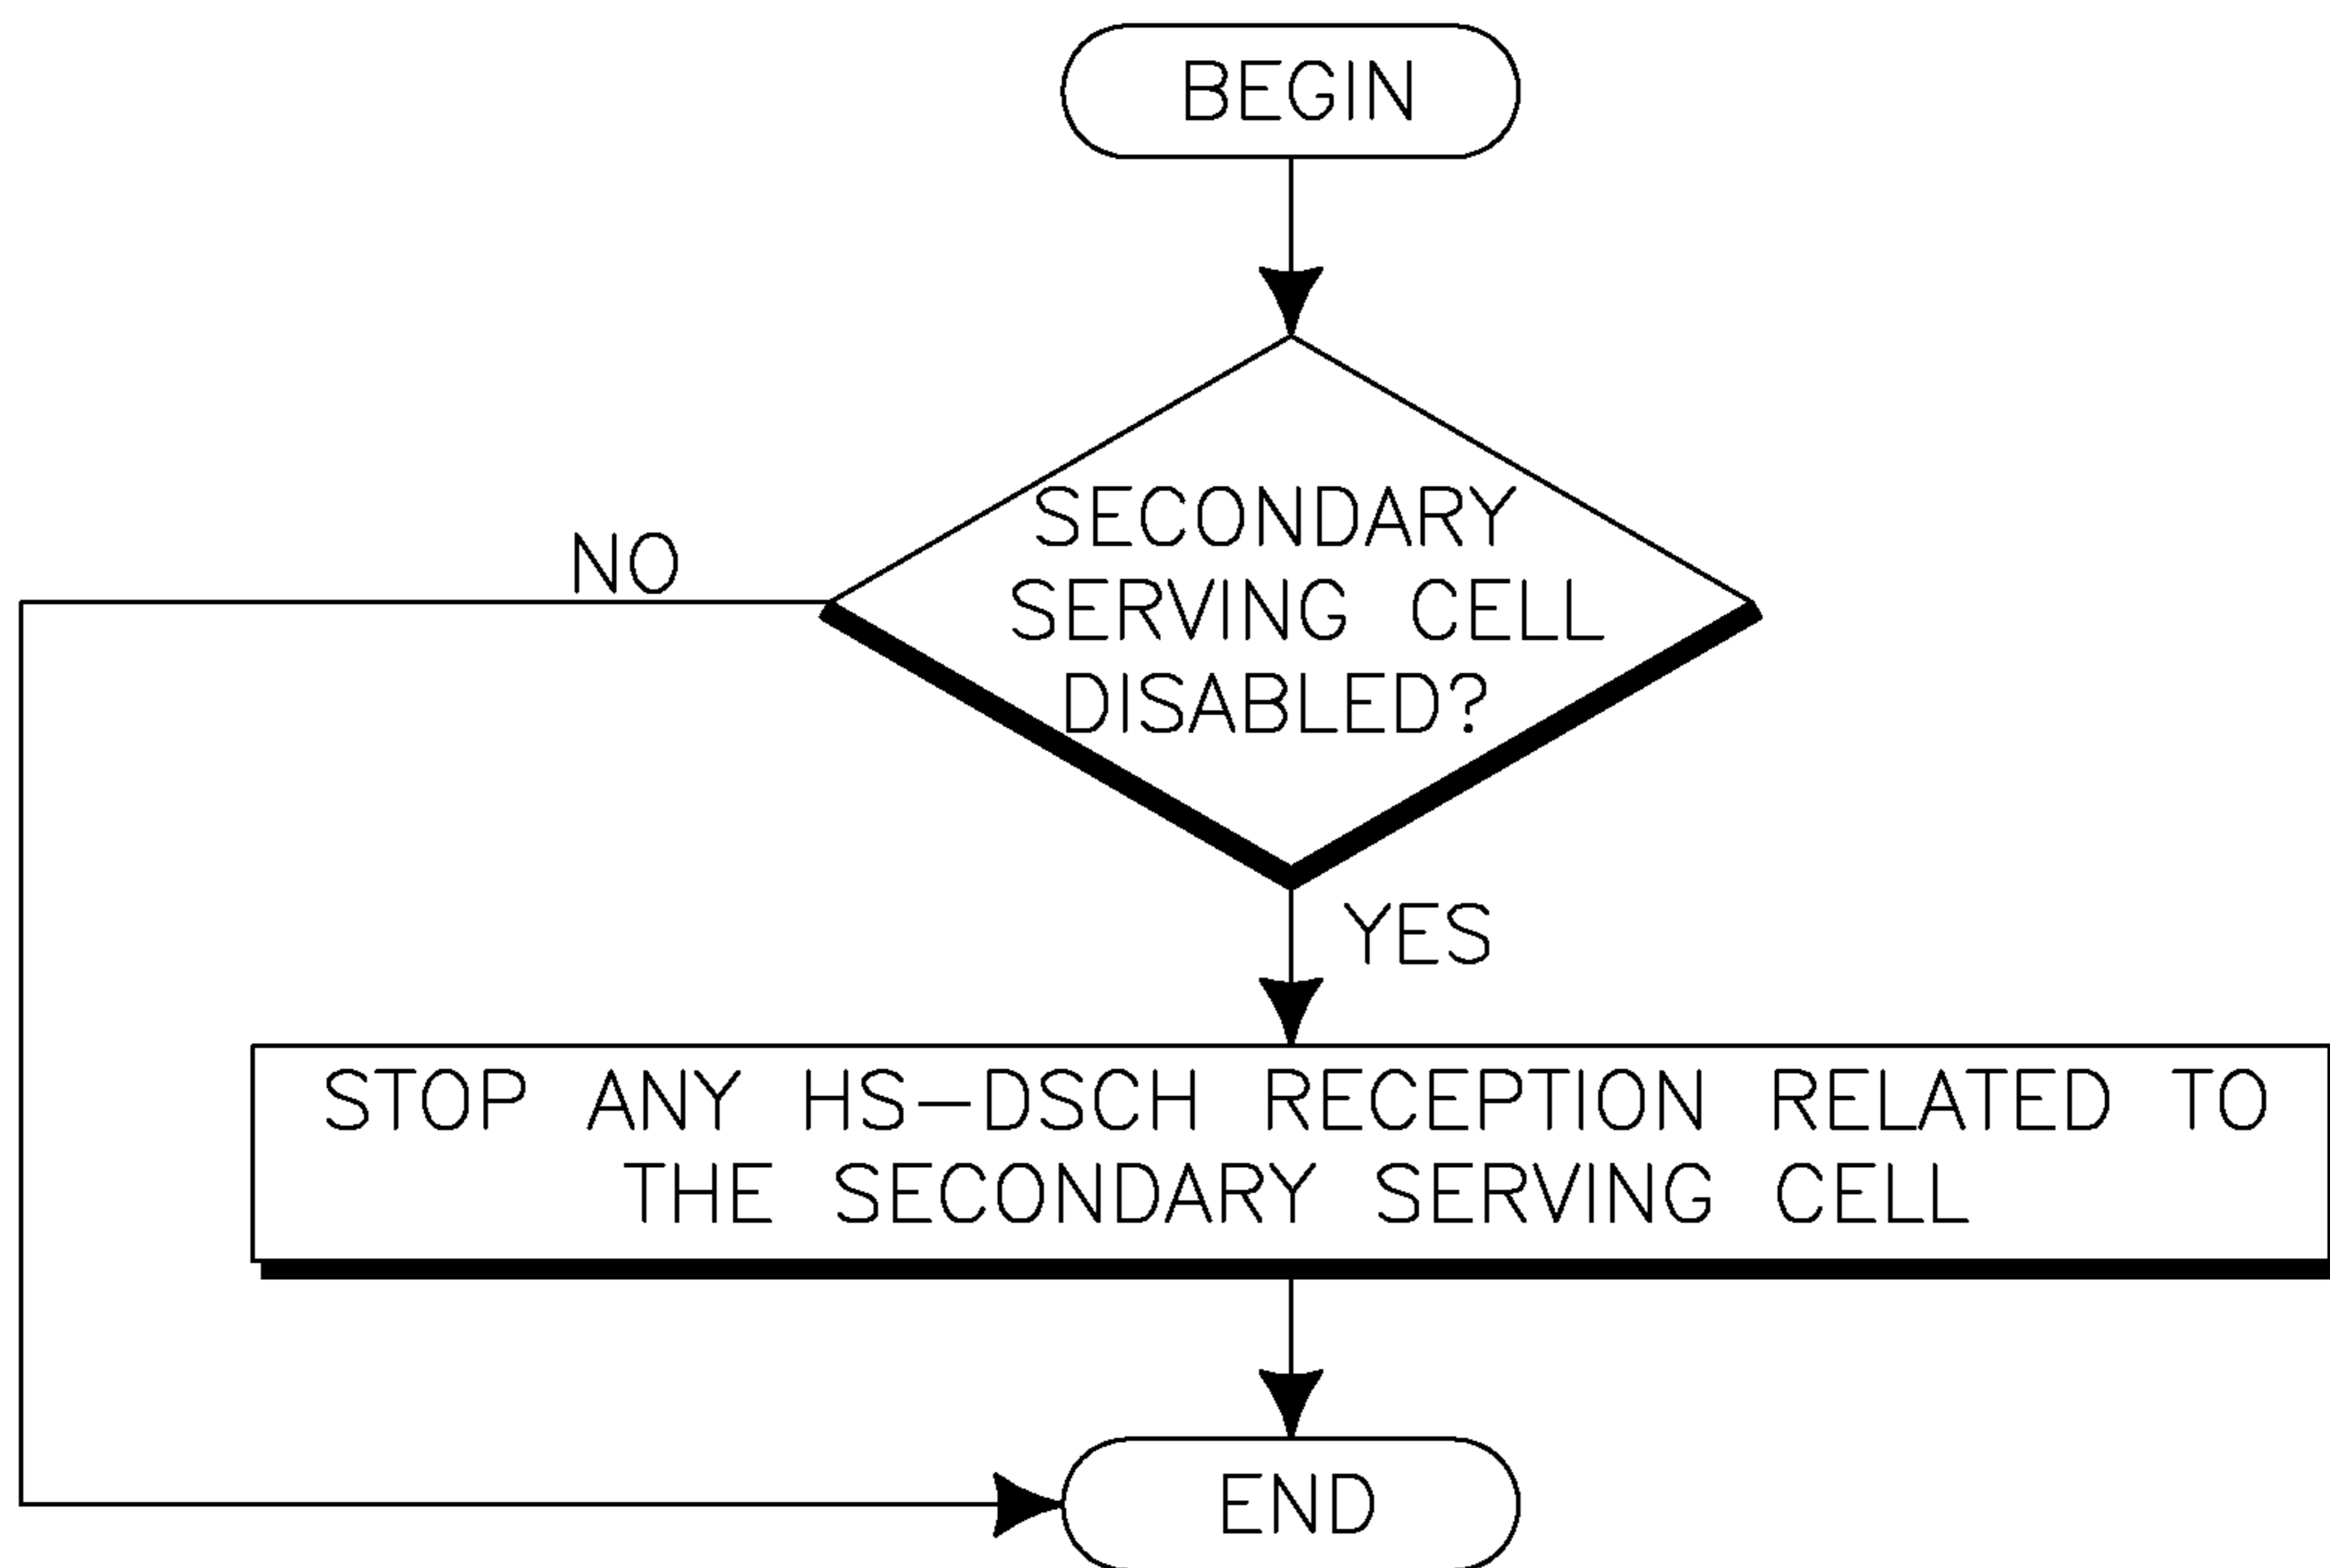 BEGIN
SECONDARY
SERVING CELL
DISABLED?
NO
YES
STOP ANY HS–DSCH RECEPTION RELATED TO
THE SECONDARY SERVING CELL
END